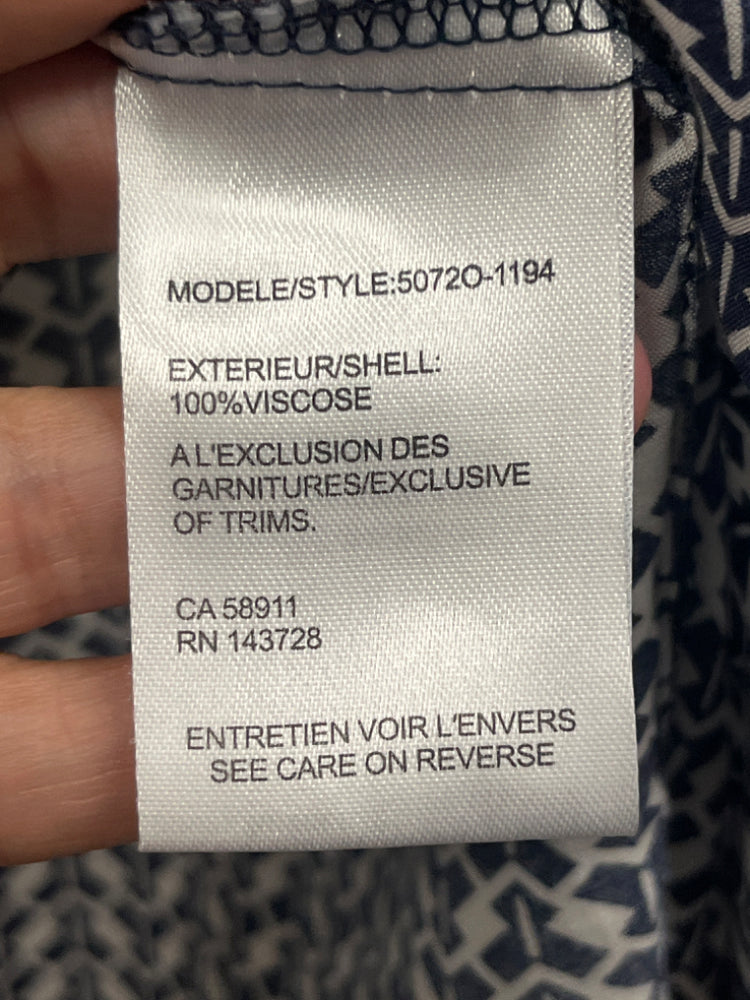 MODELE/STYLE:5072O-1194
EXTERIEUR/SHELL:
100%VISCOSE
A L'EXCLUSION DES
GARNITURES/EXCLUSIVE
OF TRIMS.
CA 58911
RN 143728
ENTRETIEN VOIR L'ENVERS
SEE CARE ON REVERSE